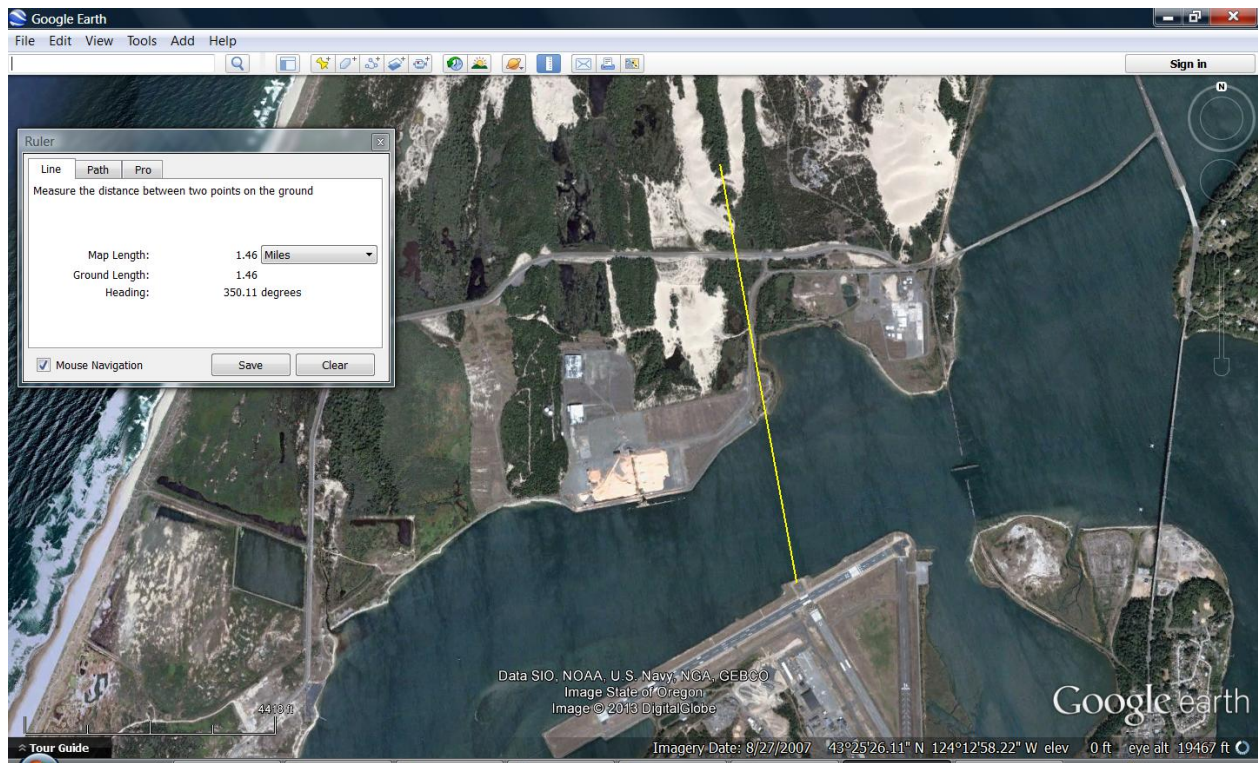 Google Earth
File Edit View Tools Add Help
Sign in
N
Ruler
Line Path Pro
Measure the distance between two points on the ground
Map Length: 1.46 Miles
Ground Length: 1.46
Heading: 350.11 degrees
Mouse Navigation Save Clear
Data SIO, NOAA, U.S. Navy, NGA, GEBCO
Image State of Oregon
Image © 2013 DigitalGlobe
Google earth
Tour Guide
Imagery Date: 8/27/2007 43°25'26.11" N 124°12'58.22" W elev 0 ft eye alt 19467 ft